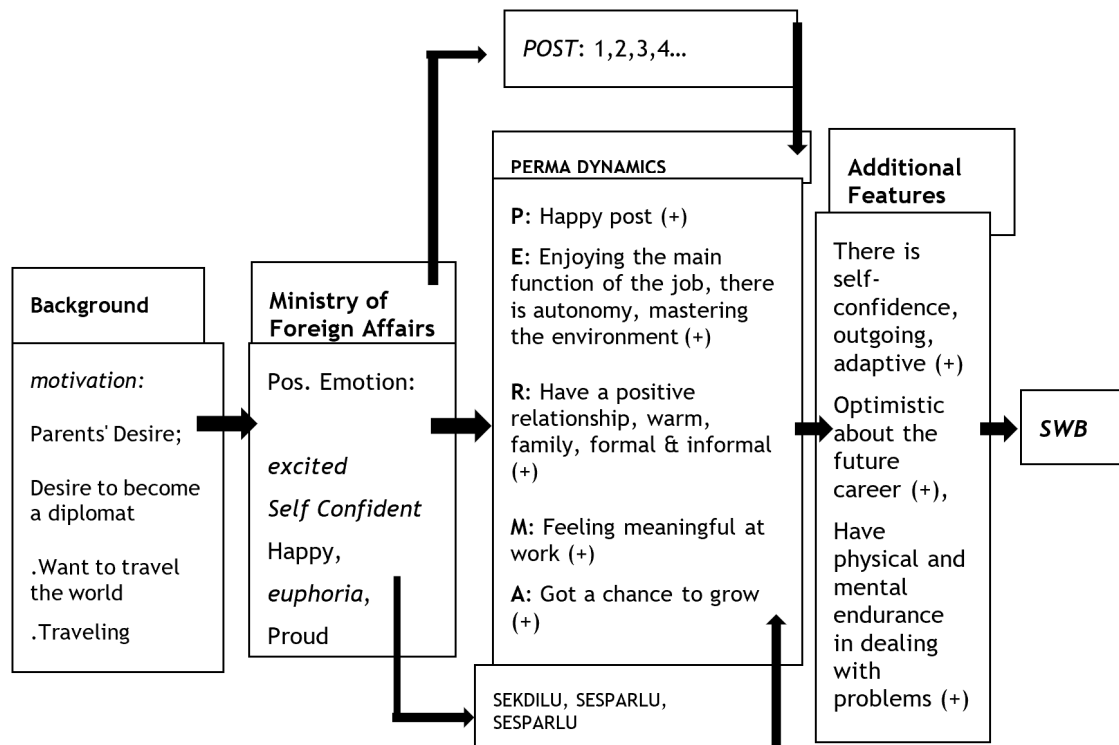 POST: 1,2,3,4...
Background
motivation:
Parents' Desire;
Desire to become
a diplomat
.Want to travel
the world
.Traveling
Ministry of
Foreign Affairs
Pos. Emotion:
excited
Self Confident
Happy,
euphoria,
Proud
PERMA DYNAMICS
P: Happy post (+)
E: Enjoying the main
function of the job, there
is autonomy, mastering
the environment (+)
R: Have a positive
relationship, warm,
family, formal & informal
(+)
M: Feeling meaningful at
work (+)
A: Got a chance to grow
(+)
SEKDILU, SESPARLU,
SESPARLU
Additional
Features
There is
self-
confidence,
outgoing,
adaptive (+)
Optimistic
about the
future
career (+),
Have
physical and
mental
endurance
in dealing
with
problems (+)
SWB